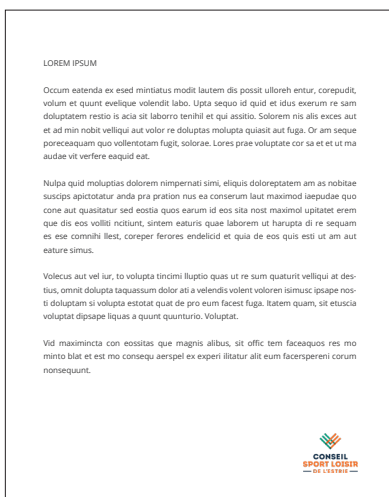 LOREM IPSUM
Occum eatenda ex esed mintiatus modit lautem dis possit ulloreh entur, corepudit,
volum et quunt evelique volendit labo. Upta sequo id quid et idus exerum re sam
doluptatem restio is acia sit laborro tenihil et qui assitio. Solorem nis alis exces aut
et ad min nobit velliqui aut volor re doluptas molupta quiasit aut fuga. Or am seque
poreceaquam quo vollentotam fugit, solorae. Lores prae voluptate cor sa et et ut ma
audae vit verfere eaquid eat.
Nulpa quid moluptias dolorem nimpernati simi, eliquis doloreptatem am as nobitae
suscips apictotatur anda pra pration nus ea conserum laut maximod iaepudae quo
cone aut quasitatur sed eostia quos earum id eos sita nost maximol upitatet erem
que dis eos volliti ncitiunt, sintem eaturis quae laborem ut harupta di re sequam
es ese comnihi llest, coreper ferores endelicid et quia de eos quis esti ut am aut
eature simus.
Volecus aut vel iur, to volupta tincimi lluptio quas ut re sum quaturit velliqui at des-
tius, omnit dolupta taquassum dolor ati a velendis volent voloren isimusc ipsape nos-
ti doluptam si volupta estotat quat de pro eum facest fuga. Itatem quam, sit etuscia
voluptat dipsape liquas a quunt quunturio. Voluptat.
Vid maximincta con eossitas que magnis alibus, sit offic tem faceaquos res mo
minto blat et est mo consequ aerspel ex experi ilitatur alit eum facerspereni corum
nonsequunt.
CONSEIL
SPORT LOISIR
DE L'ESTRIE